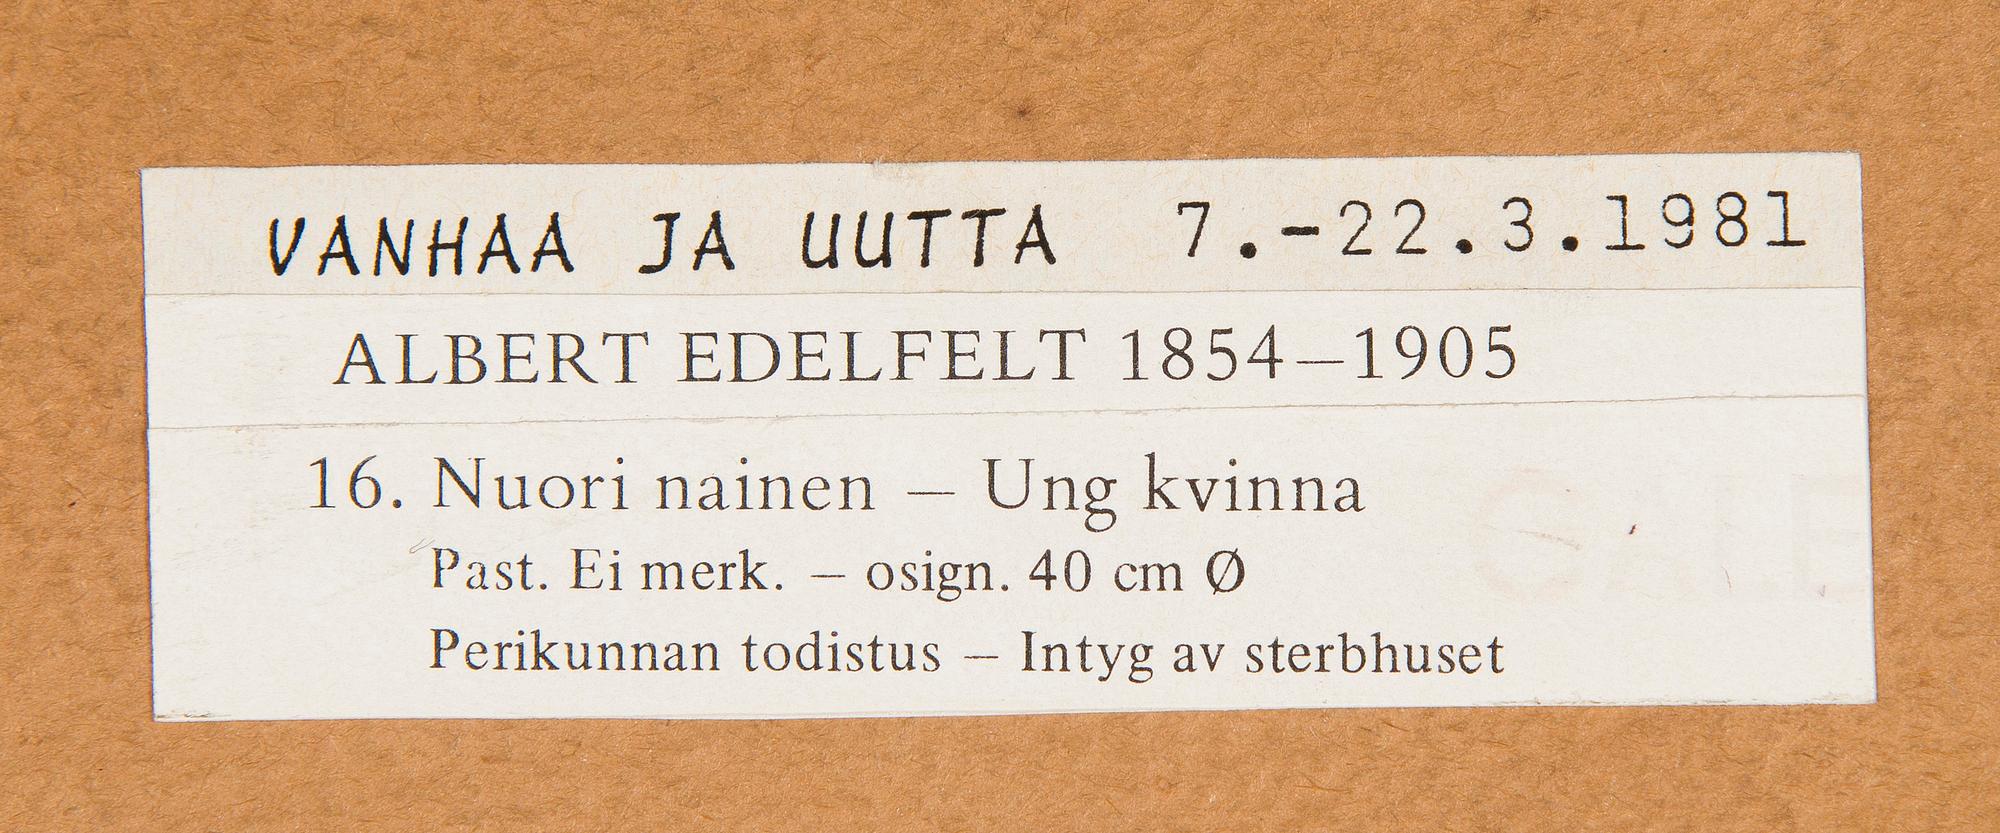 VANHAA JA UUTTA 7.-22.3.1981
ALBERT EDELFELT 1854–1905
16. Nuori nainen – Ung kvinna
Past. Ei merk. – osign. 40 cm Ø
Perikunnan todistus – Intyg av sterbhuset